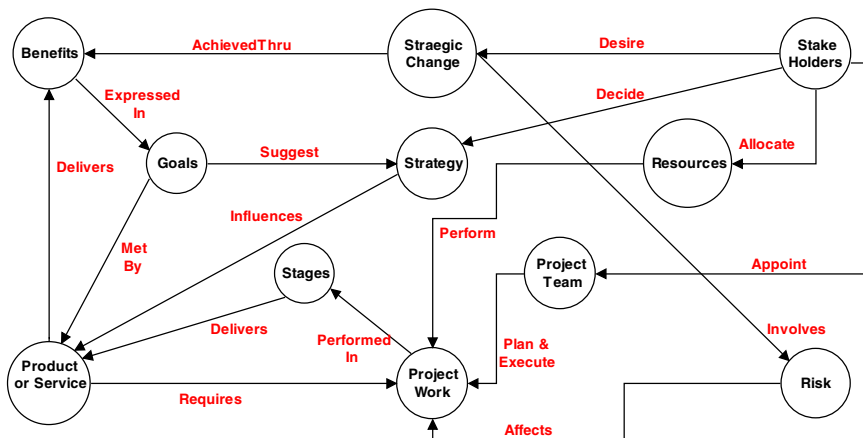 AchievedThru
Desire
Benefits
Straegic
Change
Stake
Holders
Expressed
In
Decide
Delivers
Goals
Suggest
Strategy
Resources
Allocate
Influences
Perform
Met
By
Stages
Project
Team
Appoint
Delivers
Performed
In
Plan &
Execute
Involves
Product
or Service
Requires
Project
Work
Risk
Affects